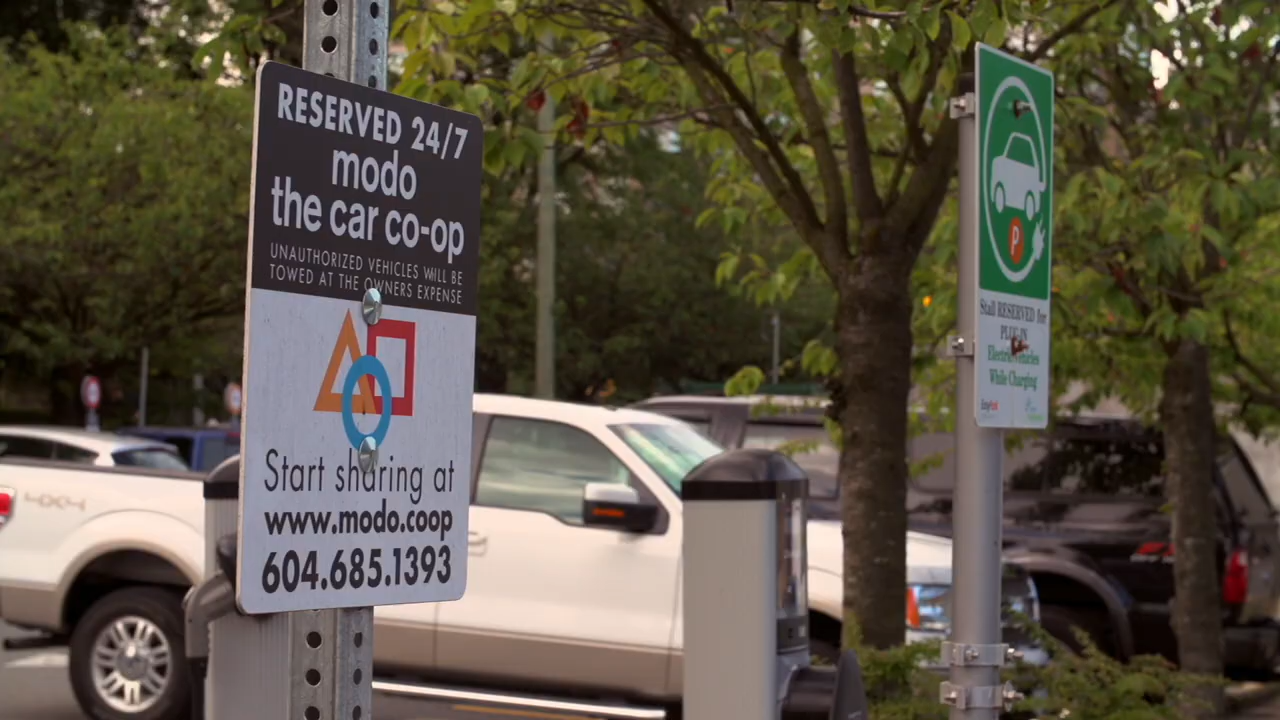 RESERVED 24/7
modo
the car co-op
UNAUTHORIZED VEHICLES WILL BE
TOWED AT THE OWNERS EXPENSE
Start sharing at
www.modo.coop
604.685.1393
4X4
P
Stall RESERVED for
PLUG-IN
Electric Vehicles
While Charging